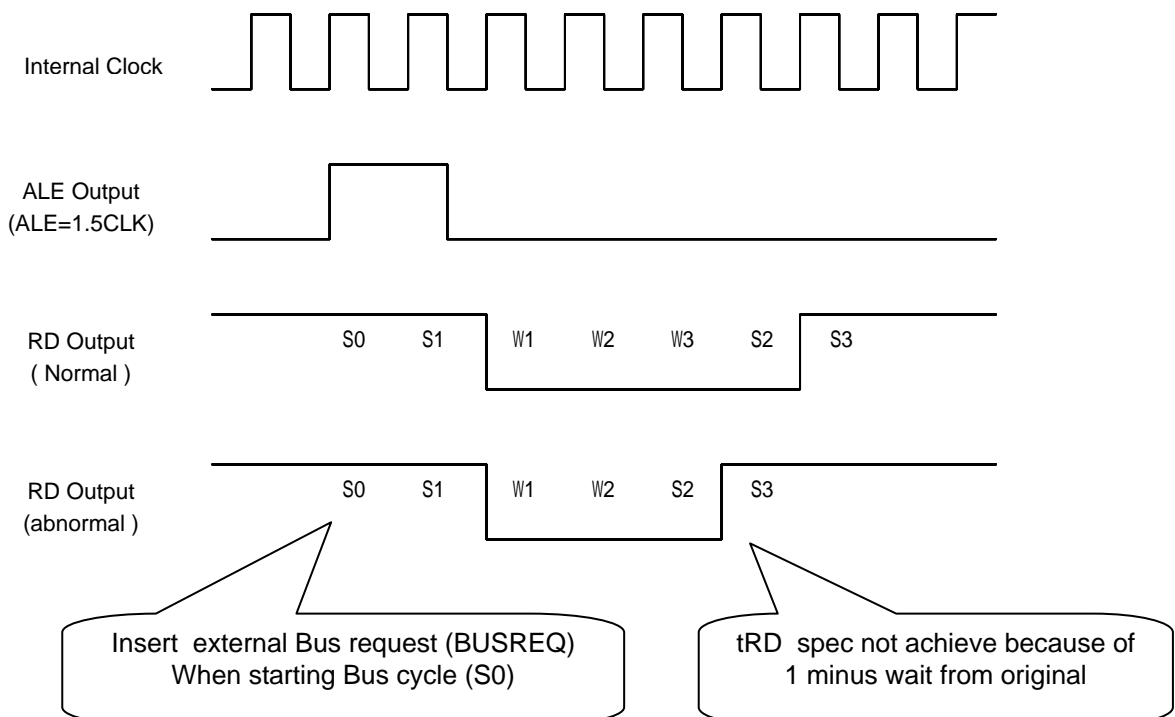 Internal Clock
ALE Output
(ALE=1.5CLK)
RD Output
( Normal )
S0 S1 W1 W2 W3 S2 S3
RD Output
(abnormal )
S0 S1 W1 W2 S2 S3
Insert external Bus request (BUSREQ)
When starting Bus cycle (S0)
tRD spec not achieve because of
1 minus wait from original